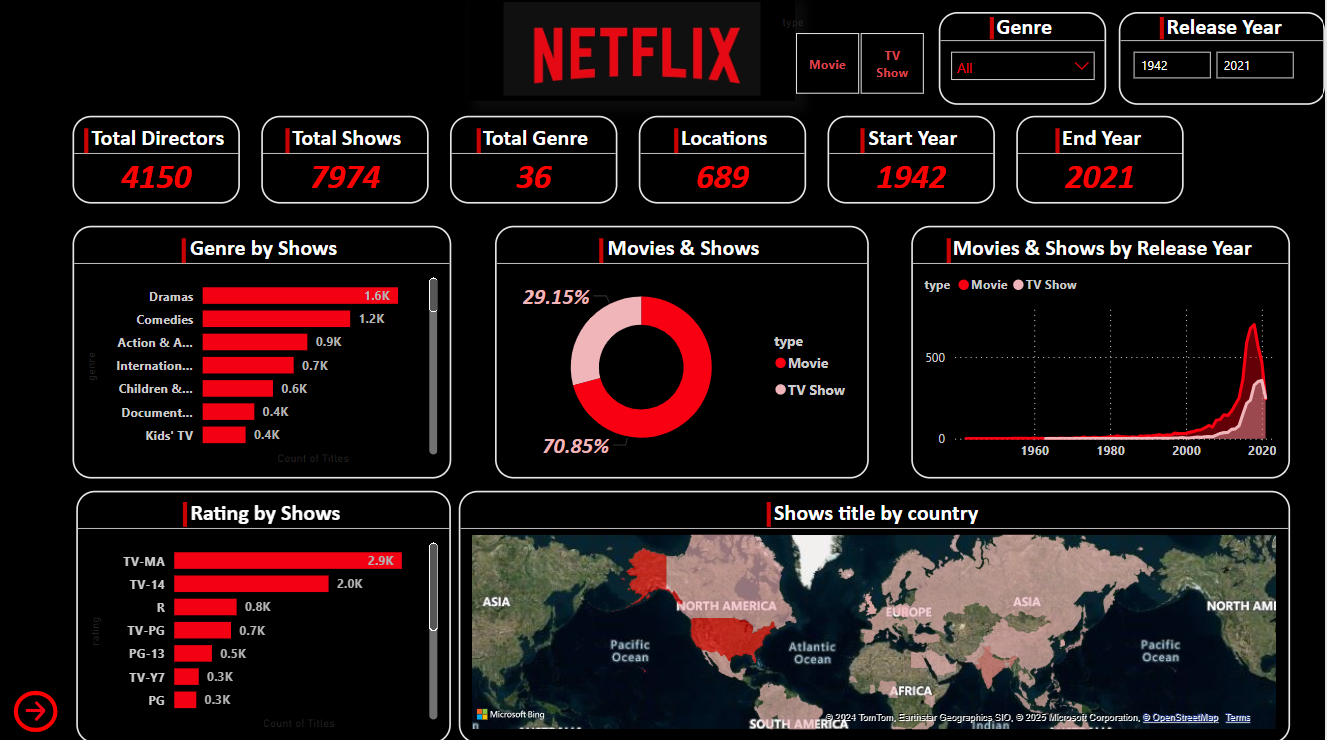 NETFLIX
type
Movie
TV
Show
Genre
All
Release Year
1942
2021
Total Directors
4150
Total Shows
7974
Total Genre
36
Locations
689
Start Year
1942
End Year
2021
Genre by Shows
genre
Dramas 1.6K
Comedies 1.2K
Action & A... 0.9K
Internation... 0.7K
Children &... 0.6K
Document... 0.4K
Kids' TV 0.4K
Count of Titles
Movies & Shows
29.15%
70.85%
type
Movie
TV Show
Movies & Shows by Release Year
type Movie TV Show
500
0
1960 1980 2000 2020
Rating by Shows
rating
TV-MA 2.9K
TV-14 2.0K
R 0.8K
TV-PG 0.7K
PG-13 0.5K
TV-Y7 0.3K
PG 0.3K
Count of Titles
Shows title by country
ASIA
NORTH AMERICA
EUROPE
ASIA
NORTH AMI
Pacific
Ocean
Atlantic
Ocean
Pacific
Ocean
AFRICA
SOUTH AMERICA
Indian
Microsoft Bing
© 2024 TomTom, Earthstar Geographics SIO, © 2025 Microsoft Corporation, © OpenStreetMap Terms